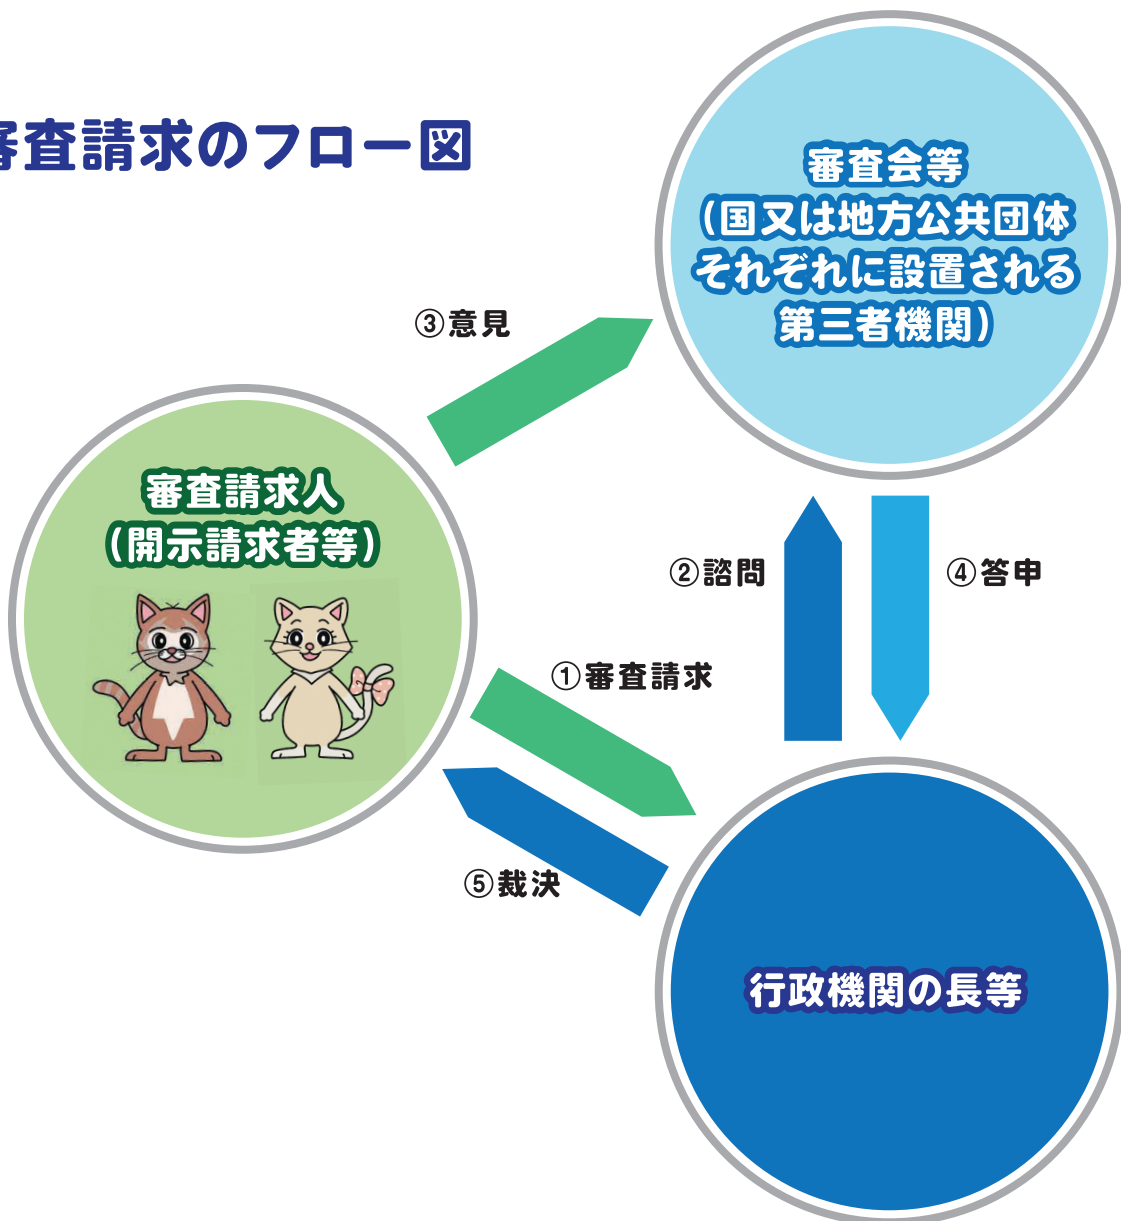 審査請求のフロー図
審査会等
（国又は地方公共団体
それぞれに設置される
第三者機関）
③意見
審査請求人
（開示請求者等）
②諮問
④答申
①審査請求
⑤裁決
行政機関の長等